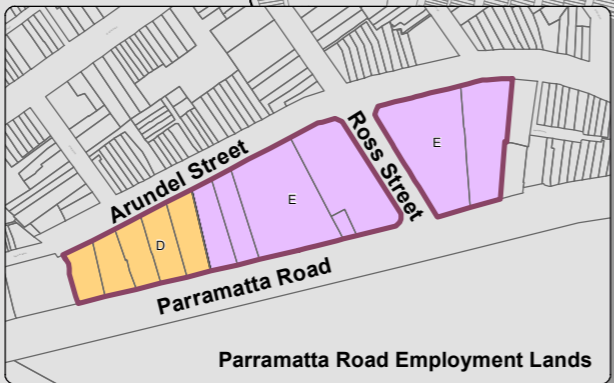 Arundel Street
Ross Street
E
E
D
Parramatta Road
Parramatta Road Employment Lands